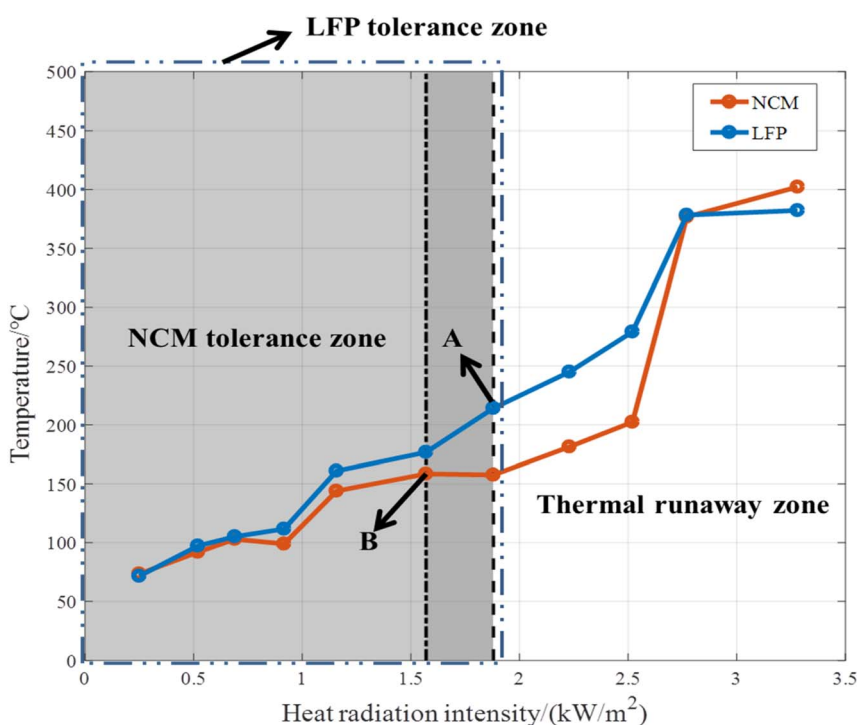 LFP tolerance zone
500
450
400
350
300
250
200
150
100
50
0
Temperature/°C
NCM
LFP
NCM tolerance zone
A
B
Thermal runaway zone
0 0.5 1 1.5 2 2.5 3 3.5
Heat radiation intensity/(kW/m²)